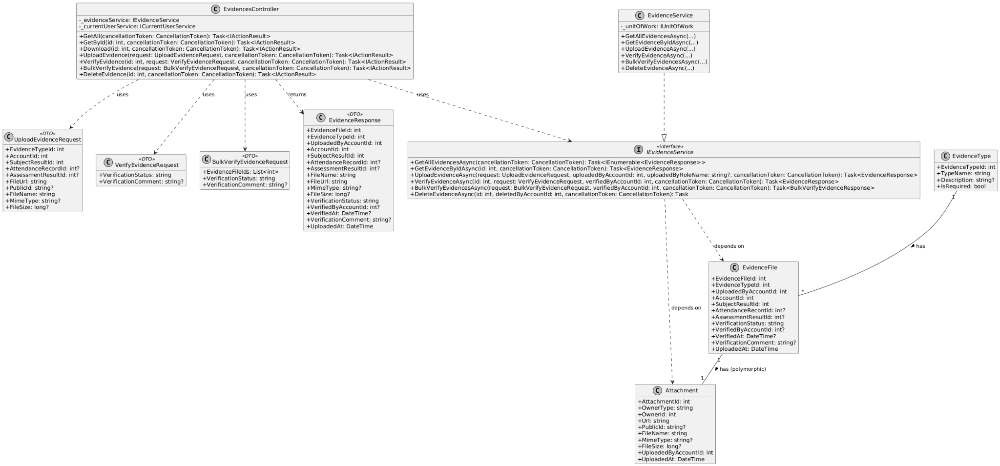 C EvidencesController
-_evidenceService: IEvidenceService
-_currentUserService: ICurrentUserService
+GetAll(cancellationToken: CancellationToken): Task<IActionResult>
+GetById(id: int, cancellationToken: CancellationToken): Task<IActionResult>
+Download(id: int, cancellationToken: CancellationToken): Task<IActionResult>
+UploadEvidence(request: UploadEvidenceRequest, cancellationToken: CancellationToken): Task<IActionResult>
+VerifyEvidence(id: int, request: VerifyEvidenceRequest, cancellationToken: CancellationToken): Task<IActionResult>
+BulkVerifyEvidence(request: BulkVerifyEvidenceRequest, cancellationToken: CancellationToken): Task<IActionResult>
+DeleteEvidence(id: int, cancellationToken: CancellationToken): Task<IActionResult>
C EvidenceService
-_unitOfWork: IUnitOfWork
+GetAllEvidencesAsync(...)
+GetEvidenceByIdAsync(...)
+UploadEvidenceAsync(...)
+VerifyEvidenceAsync(...)
+BulkVerifyEvidencesAsync(...)
+DeleteEvidenceAsync(...)
uses
uses
uses
returns
uses
«DTO»
C UploadEvidenceRequest
+EvidenceTypeId: int
+AccountId: int
+SubjectResultId: int
+AttendanceRecordId: int?
+AssessmentResultId: int?
+FileUrl: string
+PublicId: string?
+FileName: string
+MimeType: string?
+FileSize: long?
«DTO»
C VerifyEvidenceRequest
+VerificationStatus: string
+VerificationComment: string?
«DTO»
C BulkVerifyEvidenceRequest
+EvidenceFileIds: List<int>
+VerificationStatus: string
+VerificationComment: string?
«DTO»
C EvidenceResponse
+EvidenceFileId: int
+EvidenceTypeId: int
+UploadedByAccountId: int
+AccountId: int
+SubjectResultId: int
+AttendanceRecordId: int?
+AssessmentResultId: int?
+FileName: string
+FileUrl: string
+MimeType: string?
+FileSize: long?
+VerificationStatus: string
+VerifiedByAccountId: int?
+VerifiedAt: DateTime?
+VerificationComment: string?
+UploadedAt: DateTime
«interface»
I IEvidenceService
+GetAllEvidencesAsync(cancellationToken: CancellationToken): Task<IEnumerable<EvidenceResponse>>
+GetEvidenceByIdAsync(id: int, cancellationToken: CancellationToken): Task<EvidenceResponse>
+UploadEvidenceAsync(request: UploadEvidenceRequest, uploadedByAccountId: int, uploadedByRoleName: string?, cancellationToken: CancellationToken): Task<EvidenceResponse>
+VerifyEvidenceAsync(id: int, request: VerifyEvidenceRequest, verifiedByAccountId: int, cancellationToken: CancellationToken): Task<EvidenceResponse>
+BulkVerifyEvidencesAsync(request: BulkVerifyEvidenceRequest, verifiedByAccountId: int, cancellationToken: CancellationToken): Task<BulkVerifyEvidenceResponse>
+DeleteEvidenceAsync(id: int, deletedByAccountId: int, cancellationToken: CancellationToken): Task
C EvidenceType
+EvidenceTypeId: int
+TypeName: string
+Description: string?
+IsRequired: bool
1
has
*
depends on
depends on
C EvidenceFile
+EvidenceFileId: int
+EvidenceTypeId: int
+UploadedByAccountId: int
+AccountId: int
+SubjectResultId: int
+AttendanceRecordId: int?
+AssessmentResultId: int?
+VerificationStatus: string
+VerifiedByAccountId: int?
+VerifiedAt: DateTime?
+VerificationComment: string?
+UploadedAt: DateTime
1
has (polymorphic)
1
C Attachment
+AttachmentId: int
+OwnerType: string
+OwnerId: int
+Url: string
+PublicId: string?
+FileName: string
+MimeType: string?
+FileSize: long?
+UploadedByAccountId: int
+UploadedAt: DateTime